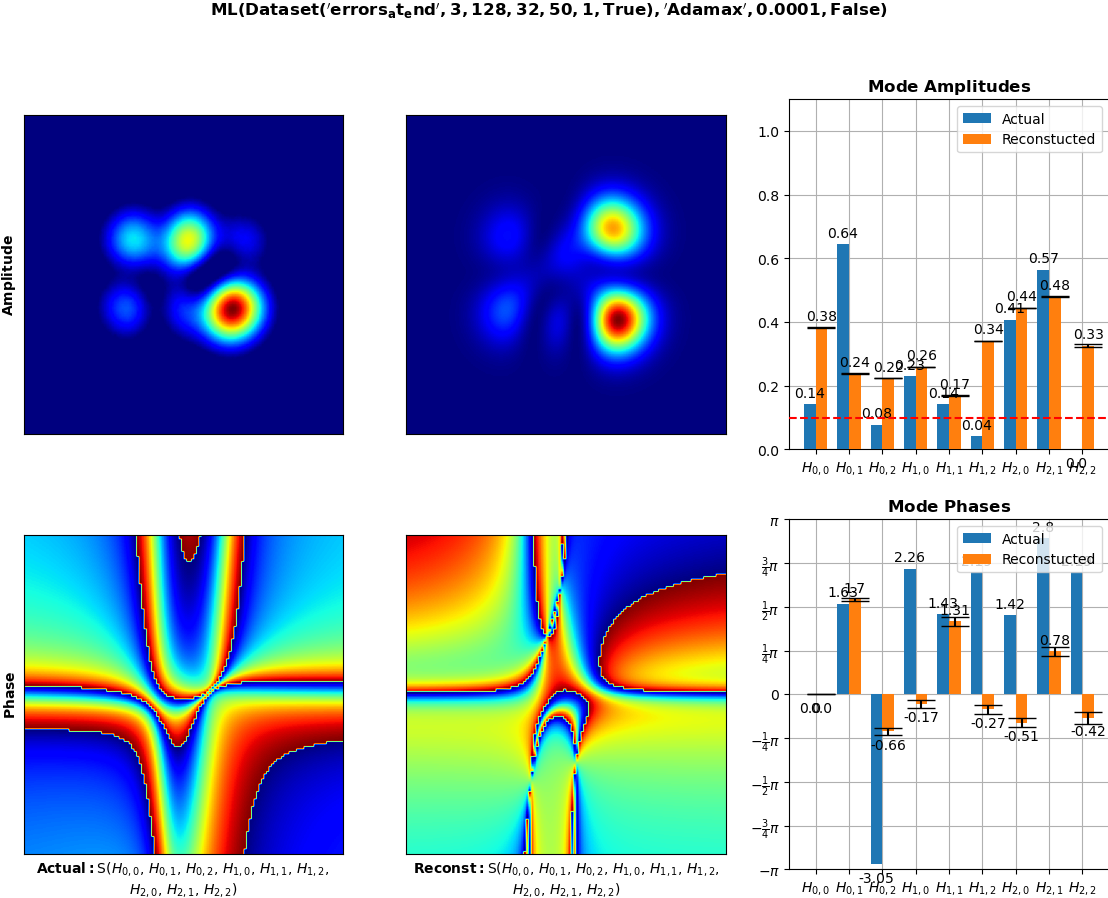 ML(Dataset('errors_at_end', 3, 128, 32, 50, 1, True), 'Adamax', 0.0001, False)
Amplitude
Mode Amplitudes
Actual
Reconstucted
1.0
0.8
0.6
0.4
0.2
0.0
0.14
0.38
0.64
0.24
0.08
0.22
0.23
0.26
0.14
0.17
0.04
0.34
0.41
0.44
0.57
0.48
0.0
0.33
H0,0 H0,1 H0,2 H1,0 H1,1 H1,2 H2,0 H2,1 H2,2
Phase
Mode Phases
Actual
Reconstucted
π
3/4π
1/2π
1/4π
0
−1/4π
−1/2π
−3/4π
−π
0.0
0.0
1.63
1.7
-3.05
-0.66
2.26
-0.17
1.43
1.31
-0.27
1.42
-0.51
2.8
0.78
-0.42
H0,0 H0,1 H0,2 H1,0 H1,1 H1,2 H2,0 H2,1 H2,2
Actual: S(H0,0, H0,1, H0,2, H1,0, H1,1, H1,2,
H2,0, H2,1, H2,2)
Reconst: S(H0,0, H0,1, H0,2, H1,0, H1,1, H1,2,
H2,0, H2,1, H2,2)